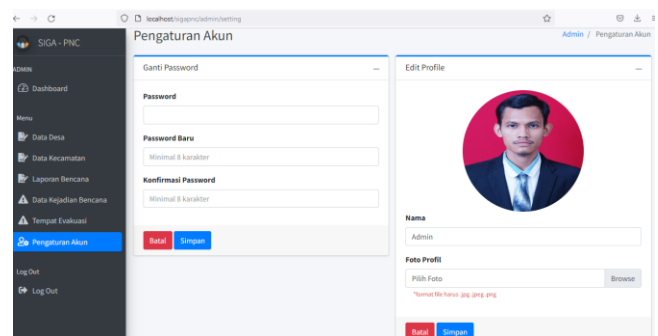 localhost/sigapnc/admin/setting
SIGA - PNC
ADMIN
Dashboard
Menu
Data Desa
Data Kecamatan
Laporan Bencana
Data Kejadian Bencana
Tempat Evakuasi
Pengaturan Akun
Log Out
Log Out
Pengaturan Akun
Admin / Pengaturan Akun
Ganti Password
Password
Password Baru
Minimal 8 karakter
Konfirmasi Password
Minimal 8 karakter
Batal Simpan
Edit Profile
Nama
Admin
Foto Profil
Pilih Foto Browse
*format file harus .jpg .jpeg .png
Batal Simpan